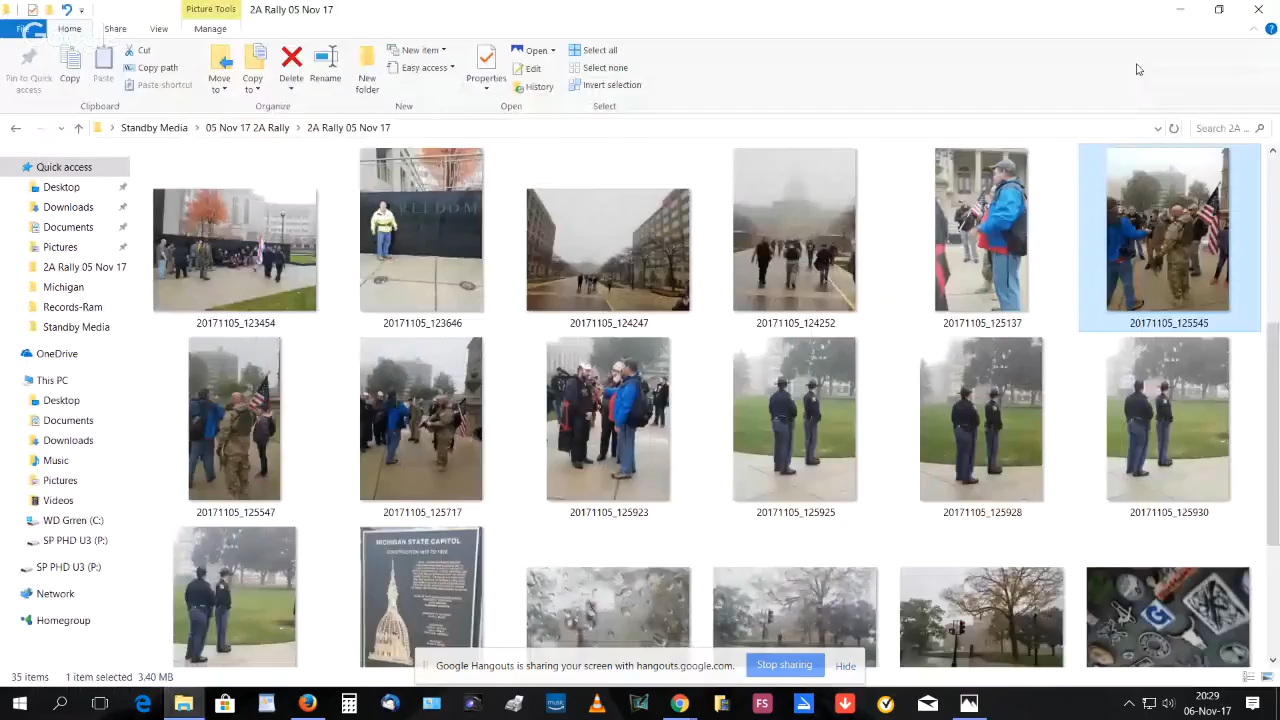 Picture Tools
2A Rally 05 Nov 17
File
Home
Share
View
Manage
Pin to Quick access
Copy
Paste
Cut
Copy path
Paste shortcut
Clipboard
Move to
Copy to
Delete
Rename
Organize
New folder
New item
Easy access
New
Properties
Open
Edit
History
Open
Select all
Select none
Invert selection
Select
Standby Media
05 Nov 17 2A Rally
2A Rally 05 Nov 17
Search 2A ...
Quick access
Desktop
Downloads
Documents
Pictures
2A Rally 05 Nov 17
Michigan
Records-Ram
Standby Media
OneDrive
This PC
Desktop
Documents
Downloads
Music
Pictures
Videos
WD Grren (C:)
SP PHD U3 (P:)
SP PHD U3 (P:)
Network
Homegroup
20171105_123454
20171105_123646
20171105_124247
20171105_124252
20171105_125137
20171105_125545
20171105_125547
20171105_125717
20171105_125923
20171105_125925
20171105_125928
20171105_125930
MICHIGAN STATE CAPITOL
Google Hangouts is sharing your screen with hangouts.google.com.
Stop sharing
Hide
35 items
1 item selected
3.40 MB
FS
20:29
06-Nov-17